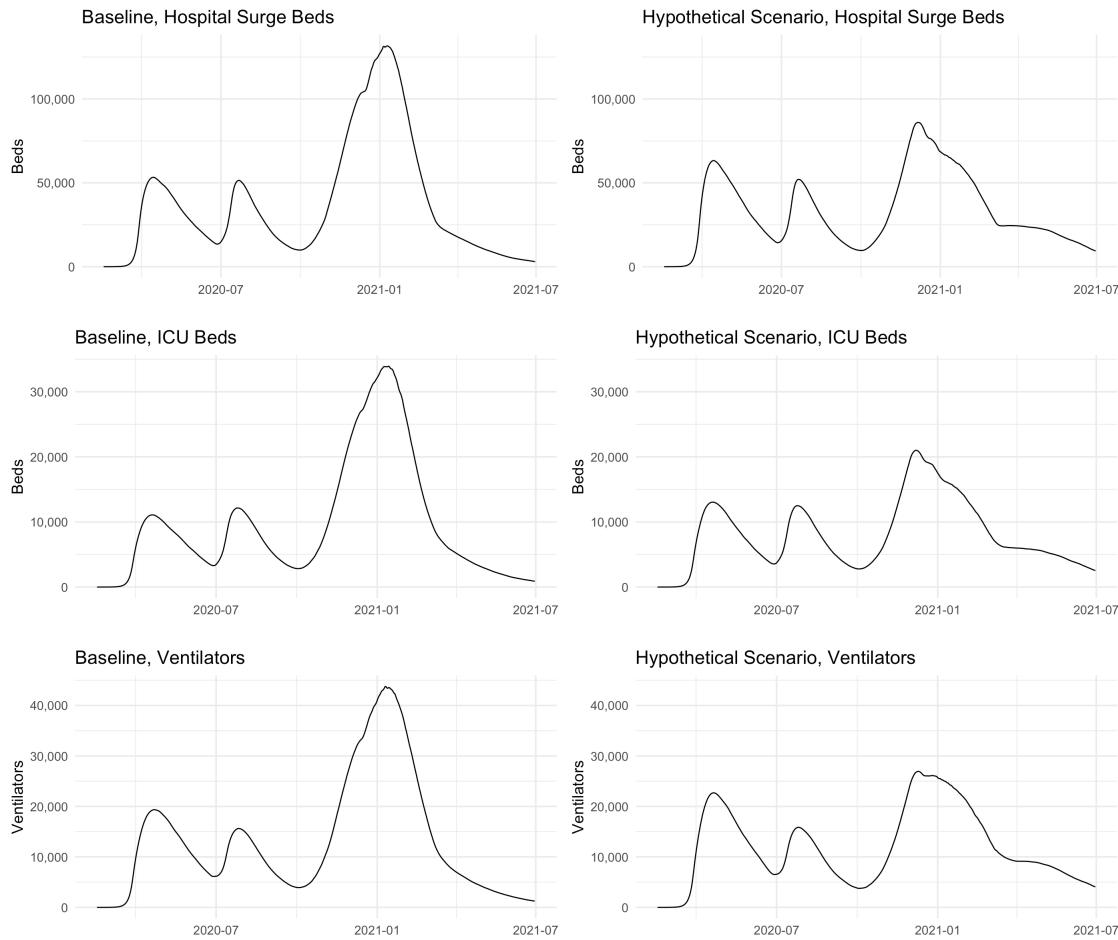 Baseline, Hospital Surge Beds
Beds
100,000
50,000
0
2020-07 2021-01 2021-07
Hypothetical Scenario, Hospital Surge Beds
Beds
100,000
50,000
0
2020-07 2021-01 2021-07
Baseline, ICU Beds
Beds
30,000
20,000
10,000
0
2020-07 2021-01 2021-07
Hypothetical Scenario, ICU Beds
Beds
30,000
20,000
10,000
0
2020-07 2021-01 2021-07
Baseline, Ventilators
Ventilators
40,000
30,000
20,000
10,000
0
2020-07 2021-01 2021-07
Hypothetical Scenario, Ventilators
Ventilators
40,000
30,000
20,000
10,000
0
2020-07 2021-01 2021-07